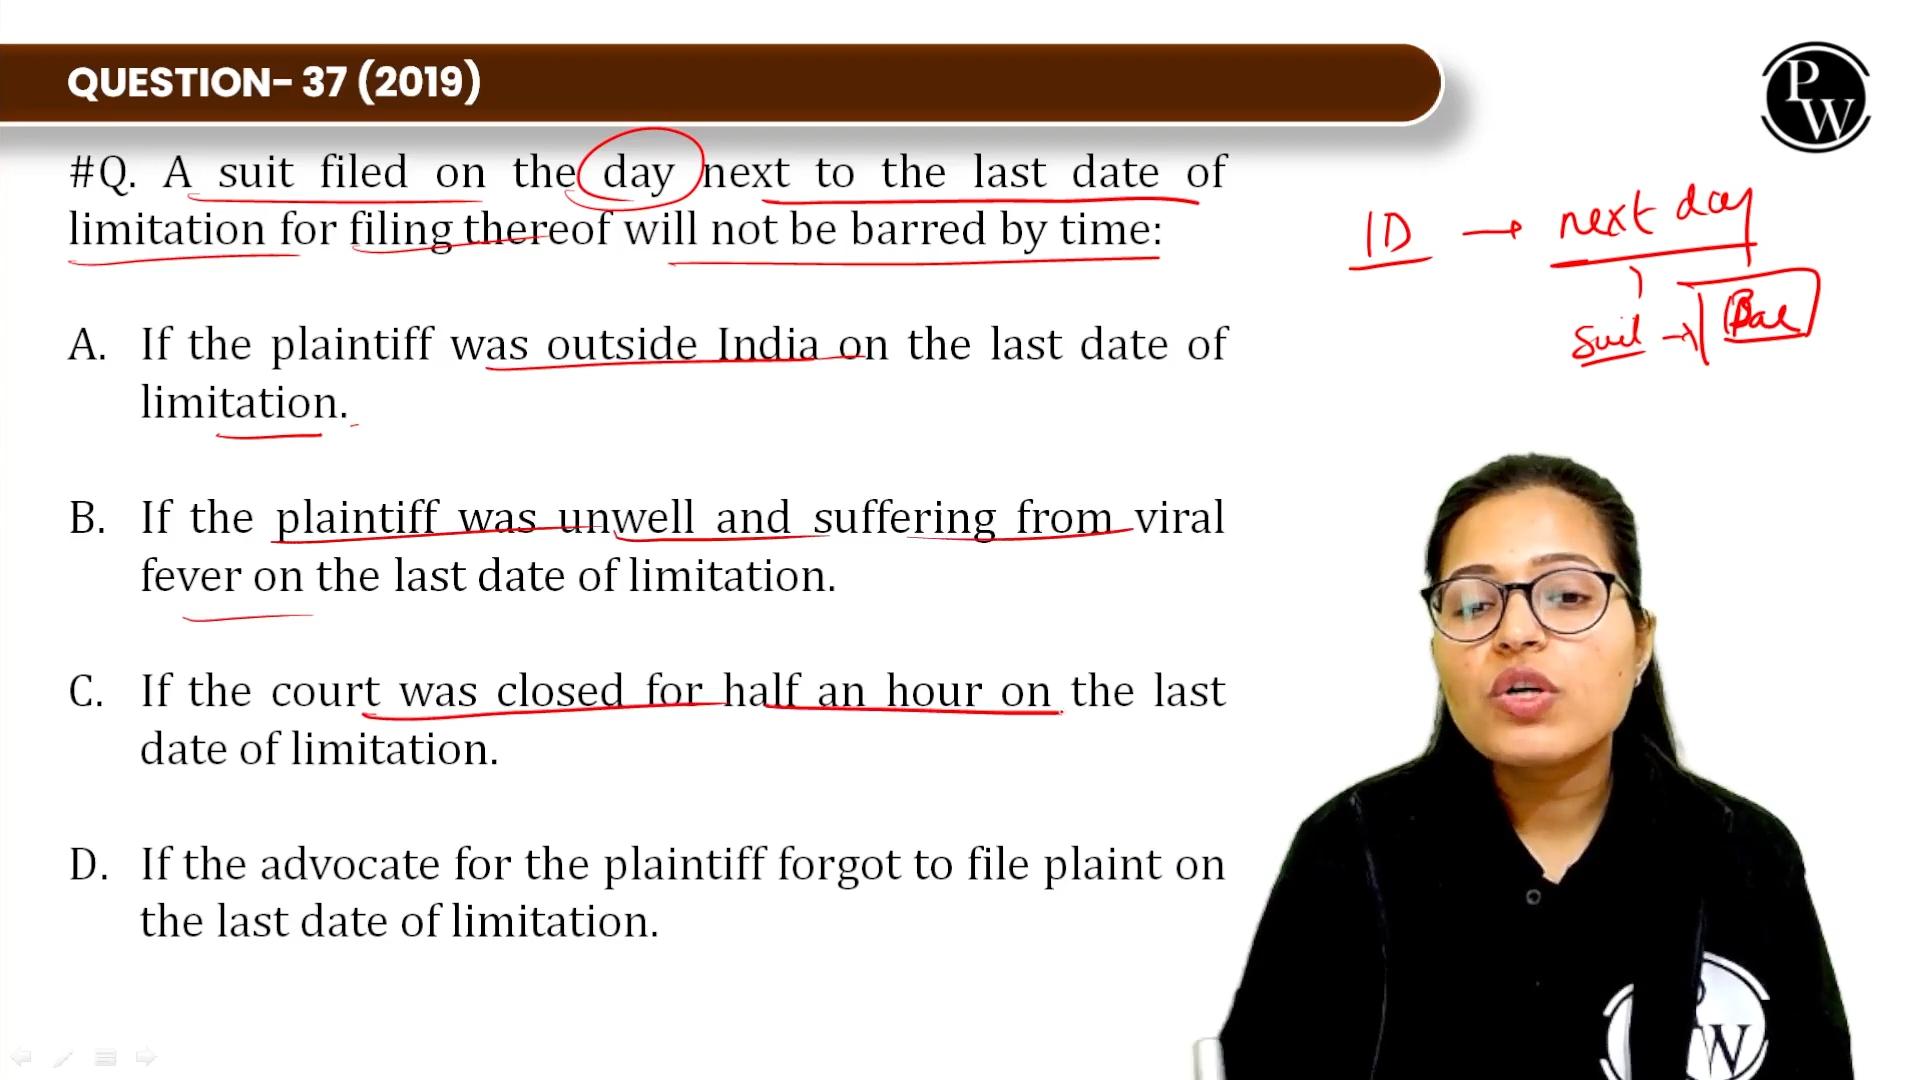 QUESTION- 37 (2019)
PW
#Q. A suit filed on the day next to the last date of
limitation for filing thereof will not be barred by time:
1D → next day
suit → Bar
A. If the plaintiff was outside India on the last date of
limitation.
B. If the plaintiff was unwell and suffering from viral
fever on the last date of limitation.
C. If the court was closed for half an hour on the last
date of limitation.
D. If the advocate for the plaintiff forgot to file plaint on
the last date of limitation.
PW